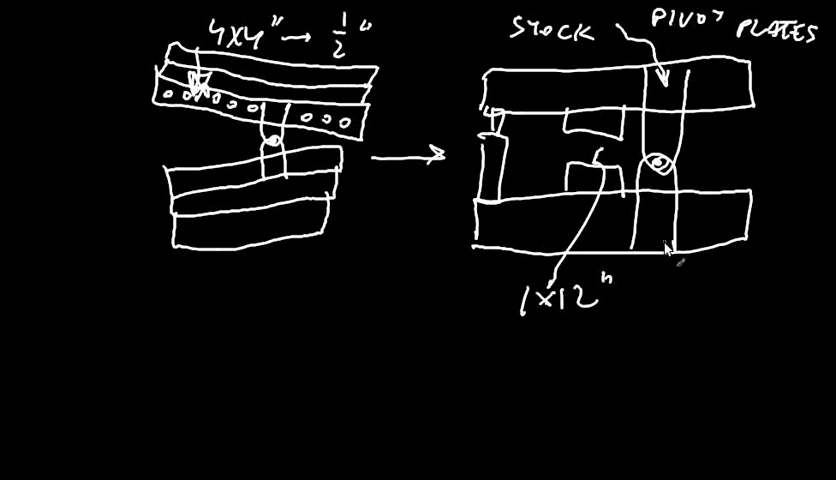 4X4" → 1/2"
STOCK PIVOT PLATES
1X12"